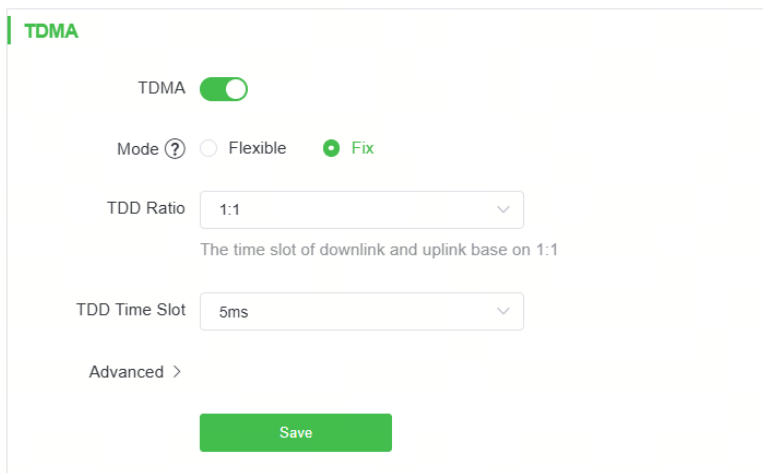 TDMA
TDMA
Mode ? Flexible Fix
TDD Ratio 1:1
The time slot of downlink and uplink base on 1:1
TDD Time Slot 5ms
Advanced >
Save